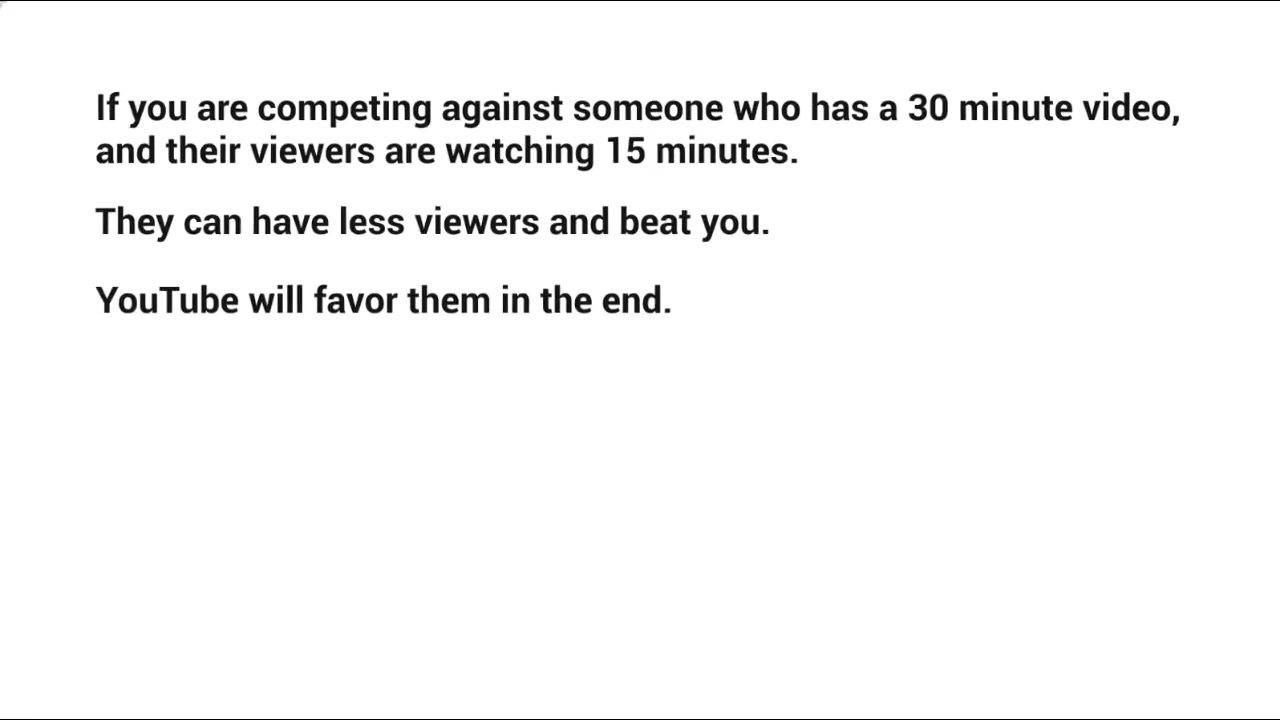 If you are competing against someone who has a 30 minute video,
and their viewers are watching 15 minutes.
They can have less viewers and beat you.
YouTube will favor them in the end.